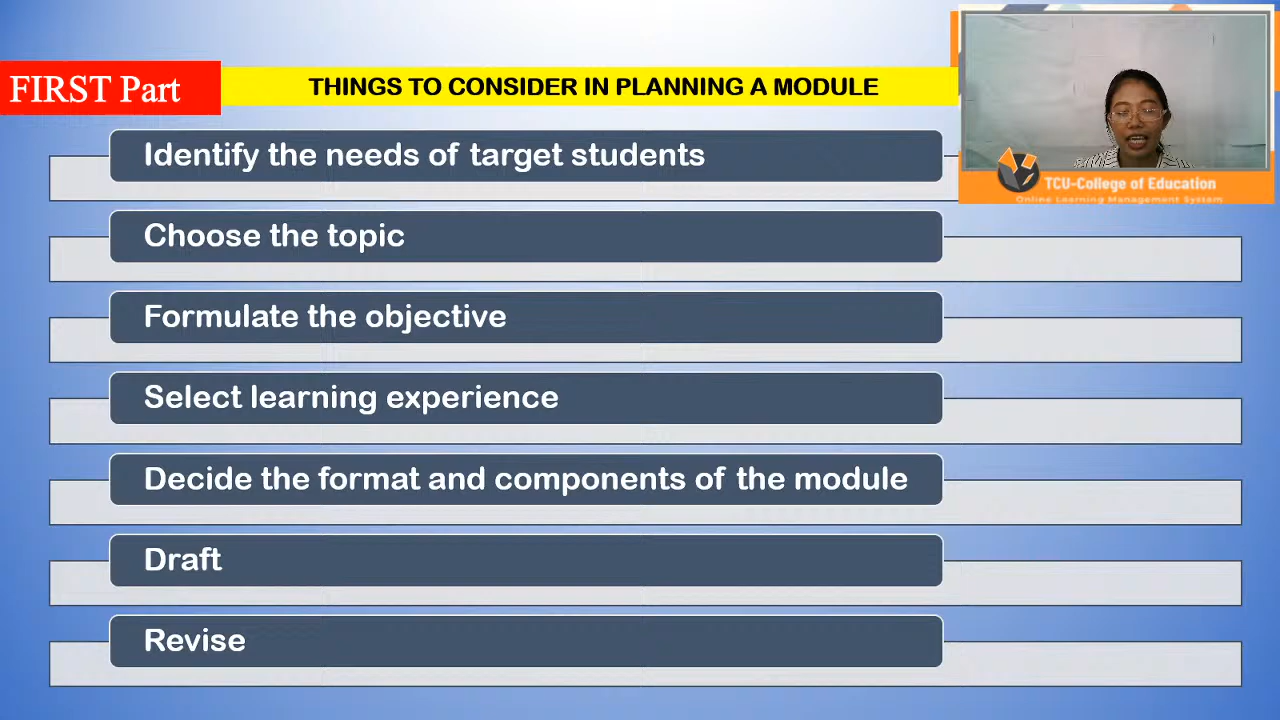 FIRST Part
THINGS TO CONSIDER IN PLANNING A MODULE
Identify the needs of target students
Choose the topic
Formulate the objective
Select learning experience
Decide the format and components of the module
Draft
Revise
TCU-College of Education
Online Learning Management System